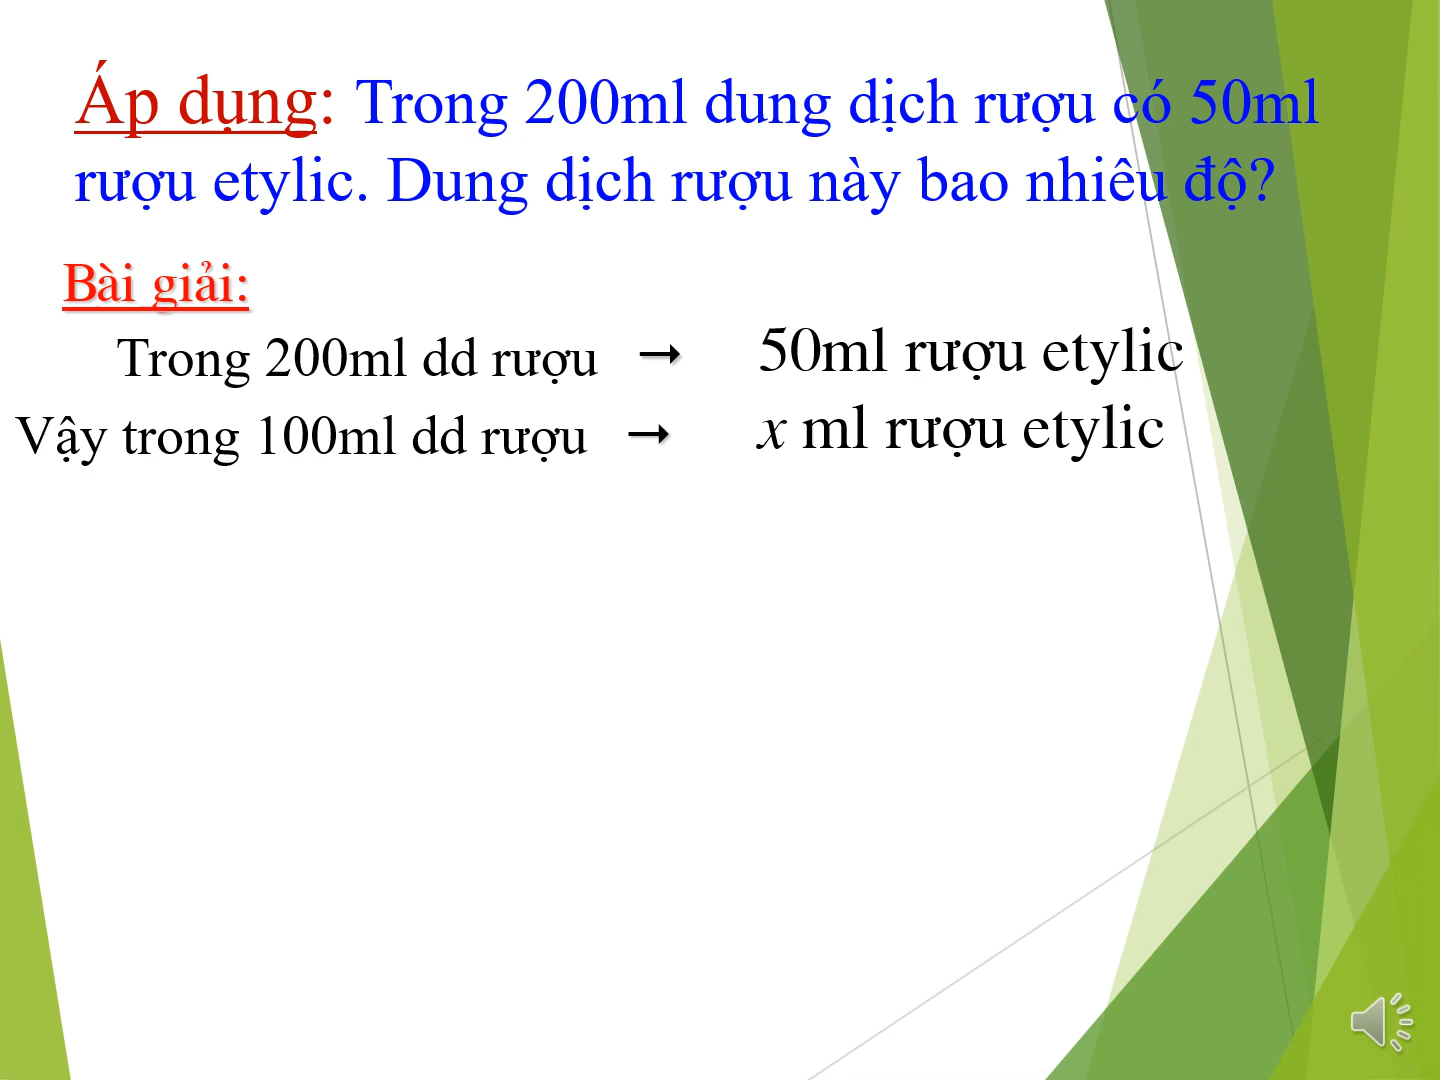 Áp dụng: Trong 200ml dung dịch rượu có 50ml
rượu etylic. Dung dịch rượu này bao nhiêu độ?
Bài giải:
Trong 200ml dd rượu → 50ml rượu etylic
Vậy trong 100ml dd rượu → x ml rượu etylic